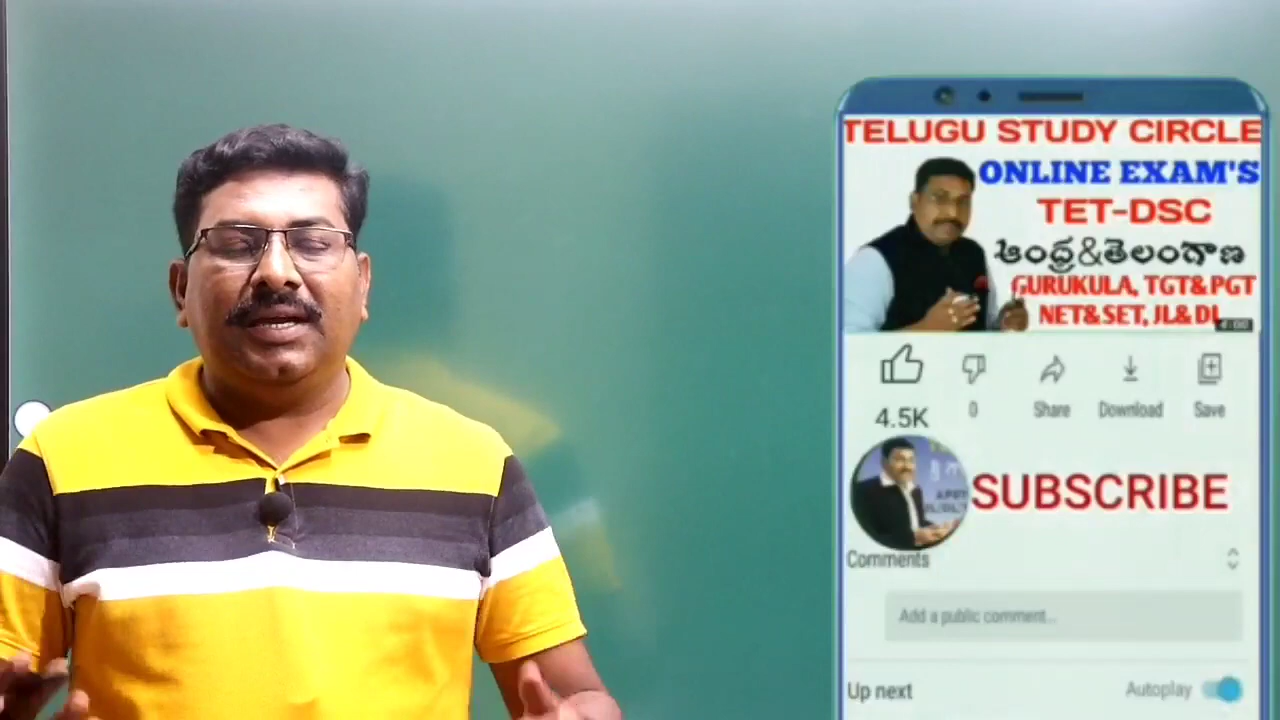 TELUGU STUDY CIRCLE
ONLINE EXAM'S
TET-DSC
ఆంధ్ర&తెలంగాణ
GURUKULA, TGT&PGT
NET&SET, JL& DL
4.5K
0
Share
Download
Save
SUBSCRIBE
Comments
Add a public comment...
Up next
Autoplay